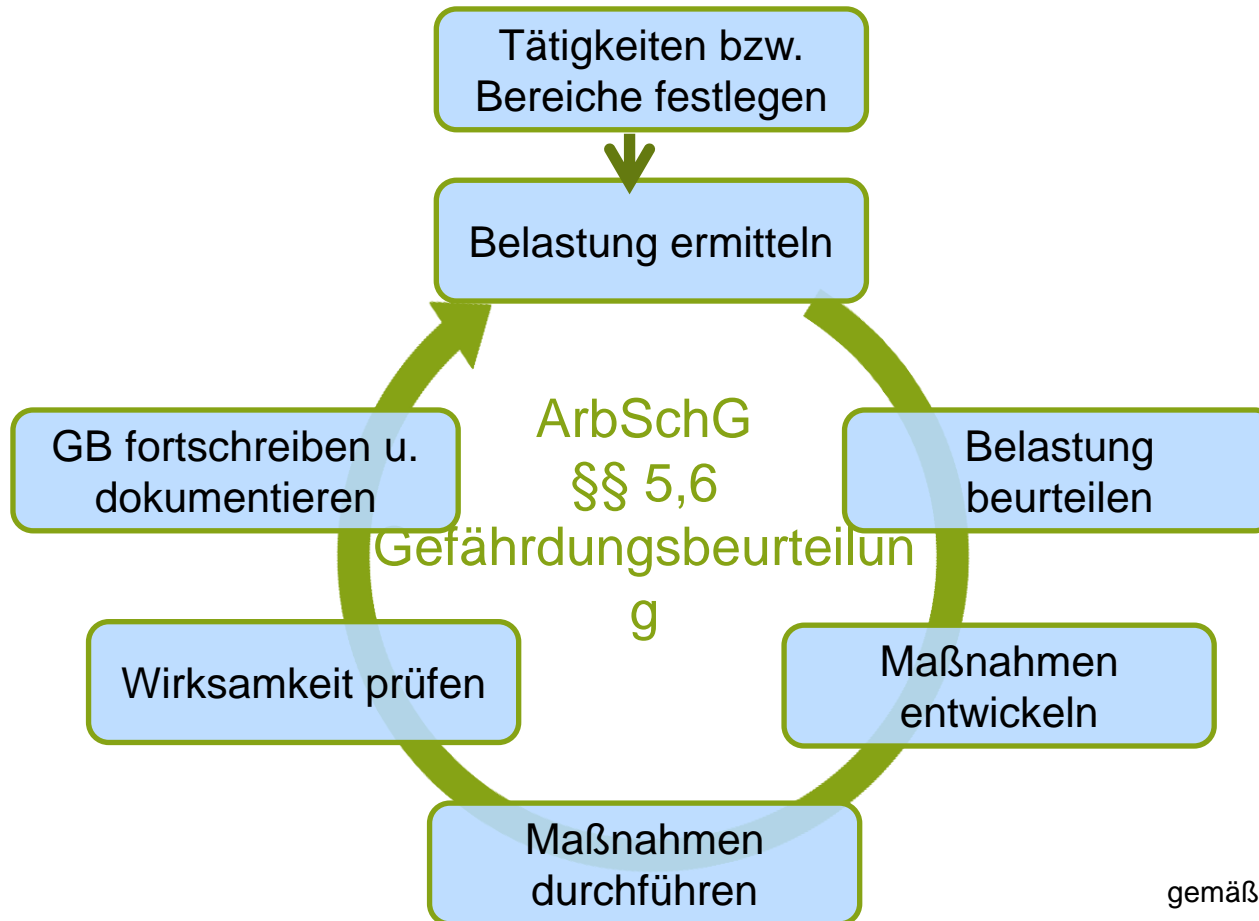 Tätigkeiten bzw.
Bereiche festlegen
Belastung ermitteln
ArbSchG
§§ 5,6
Gefährdungsbeurteilun
g
Belastung
beurteilen
Maßnahmen
entwickeln
Maßnahmen
durchführen
Wirksamkeit prüfen
GB fortschreiben u.
dokumentieren
gemäß